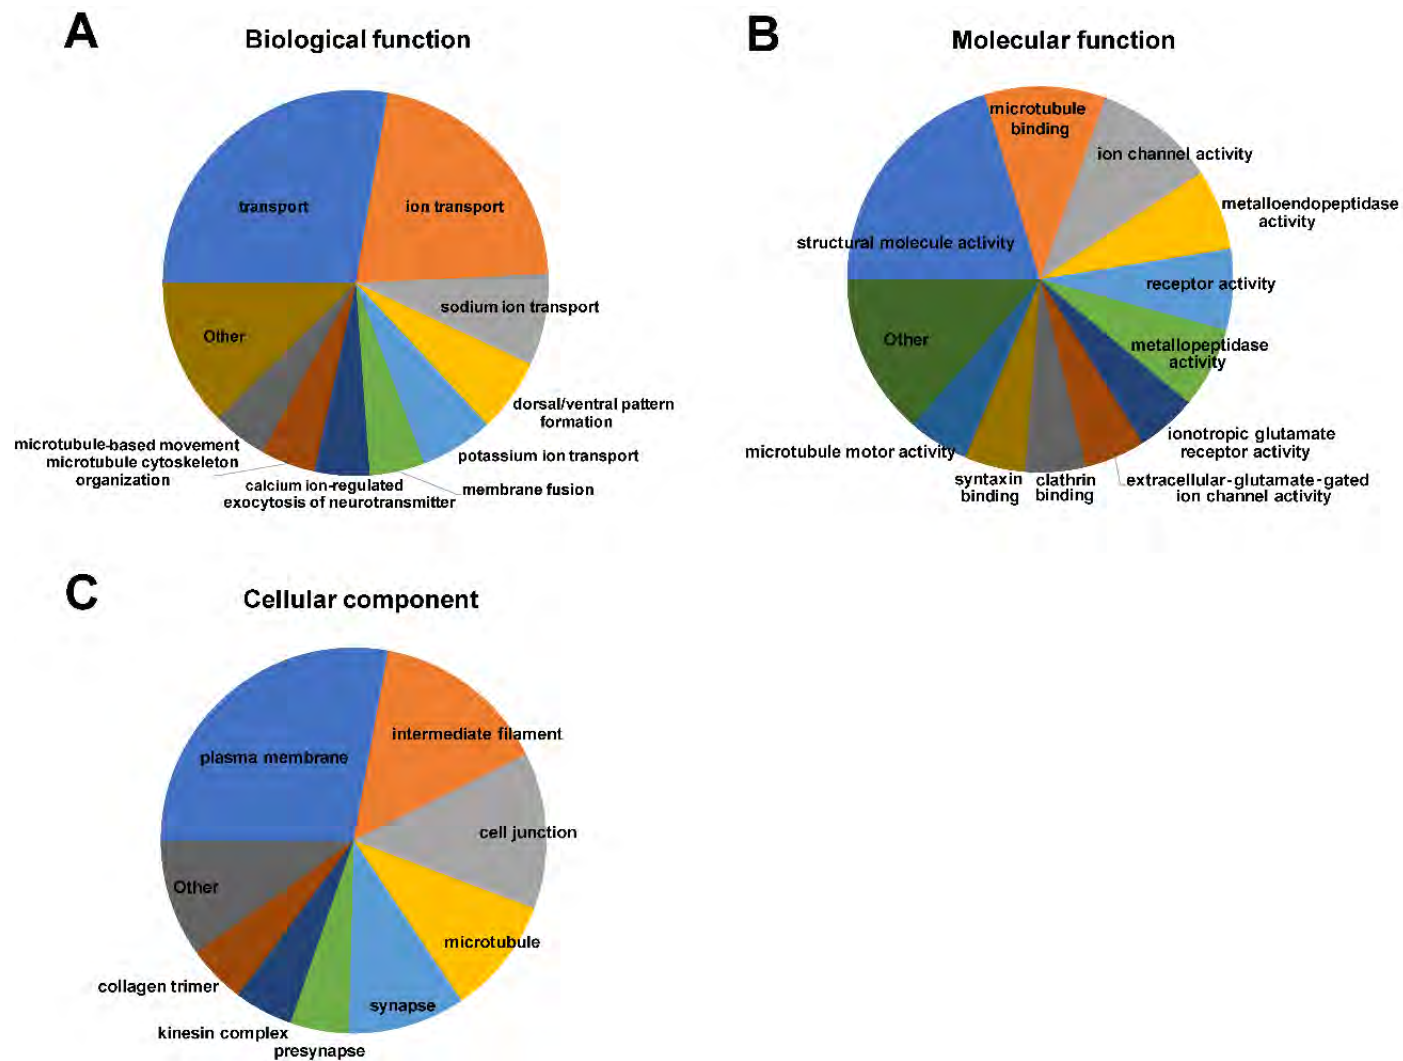 A
Biological function
transport
ion transport
sodium ion transport
Other
dorsal/ventral pattern
formation
potassium ion transport
membrane fusion
calcium ion-regulated
exocytosis of neurotransmitter
microtubule-based movement
microtubule cytoskeleton
organization
B
Molecular function
microtubule
binding
ion channel activity
metalloendopeptidase
activity
structural molecule activity
receptor activity
metallopeptidase
activity
Other
ionotropic glutamate
receptor activity
extracellular-glutamate-gated
ion channel activity
clathrin
binding
syntaxin
binding
microtubule motor activity
C
Cellular component
plasma membrane
intermediate filament
cell junction
Other
microtubule
synapse
presynapse
kinesin complex
collagen trimer